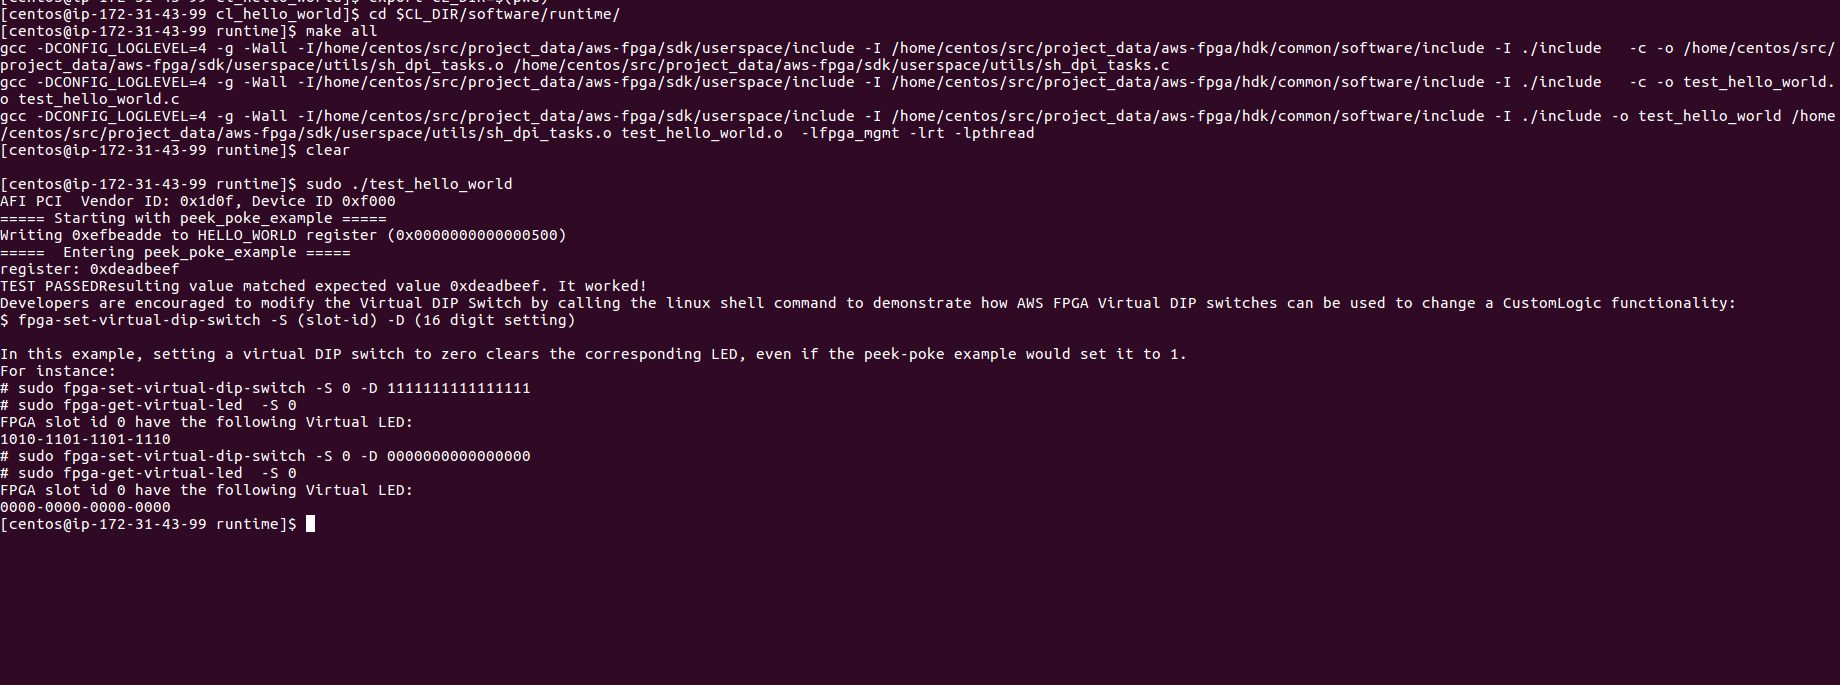 [centos@ip-172-31-43-99 cl_hello_world]$ export CL_DIR=$(pwd)
[centos@ip-172-31-43-99 cl_hello_world]$ cd $CL_DIR/software/runtime/
[centos@ip-172-31-43-99 runtime]$ make all
gcc -DCONFIG_LOGLEVEL=4 -g -Wall -I/home/centos/src/project_data/aws-fpga/sdk/userspace/include -I /home/centos/src/project_data/aws-fpga/hdk/common/software/include -I ./include   -c -o /home/centos/src/
project_data/aws-fpga/sdk/userspace/utils/sh_dpi_tasks.o /home/centos/src/project_data/aws-fpga/sdk/userspace/utils/sh_dpi_tasks.c
gcc -DCONFIG_LOGLEVEL=4 -g -Wall -I/home/centos/src/project_data/aws-fpga/sdk/userspace/include -I /home/centos/src/project_data/aws-fpga/hdk/common/software/include -I ./include   -c -o test_hello_world.
o test_hello_world.c
gcc -DCONFIG_LOGLEVEL=4 -g -Wall -I/home/centos/src/project_data/aws-fpga/sdk/userspace/include -I /home/centos/src/project_data/aws-fpga/hdk/common/software/include -I ./include -o test_hello_world /home
/centos/src/project_data/aws-fpga/sdk/userspace/utils/sh_dpi_tasks.o test_hello_world.o  -lfpga_mgmt -lrt -lpthread
[centos@ip-172-31-43-99 runtime]$ clear
[centos@ip-172-31-43-99 runtime]$ sudo ./test_hello_world
AFI PCI  Vendor ID: 0x1d0f, Device ID 0xf000
===== Starting with peek_poke_example =====
Writing 0xefbeadde to HELLO_WORLD register (0x0000000000000500)
=====  Entering peek_poke_example =====
register: 0xdeadbeef
TEST PASSEDResulting value matched expected value 0xdeadbeef. It worked!
Developers are encouraged to modify the Virtual DIP Switch by calling the linux shell command to demonstrate how AWS FPGA Virtual DIP switches can be used to change a CustomLogic functionality:
$ fpga-set-virtual-dip-switch -S (slot-id) -D (16 digit setting)
In this example, setting a virtual DIP switch to zero clears the corresponding LED, even if the peek-poke example would set it to 1.
For instance:
# sudo fpga-set-virtual-dip-switch -S 0 -D 1111111111111111
# sudo fpga-get-virtual-led  -S 0
FPGA slot id 0 have the following Virtual LED:
1010-1101-1101-1110
# sudo fpga-set-virtual-dip-switch -S 0 -D 0000000000000000
# sudo fpga-get-virtual-led  -S 0
FPGA slot id 0 have the following Virtual LED:
0000-0000-0000-0000
[centos@ip-172-31-43-99 runtime]$